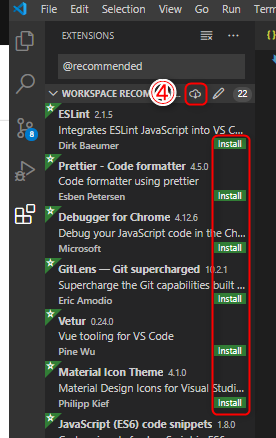 File Edit Selection View Go Run Term
EXTENSIONS
@recommended
WORKSPACE RECOM...
④
22
ESLint 2.1.5
Integrates ESLint JavaScript into VS C...
Dirk Baeumer
Install
Prettier - Code formatter 4.5.0
Code formatter using prettier
Esben Petersen
Install
Debugger for Chrome 4.12.6
Debug your JavaScript code in the Ch...
Microsoft
Install
GitLens — Git supercharged 10.2.1
Supercharge the Git capabilities built ...
Eric Amodio
Install
Vetur 0.24.0
Vue tooling for VS Code
Pine Wu
Install
Material Icon Theme 4.1.0
Material Design Icons for Visual Studi...
Philipp Kief
Install
JavaScript (ES6) code snippets 1.8.0
8